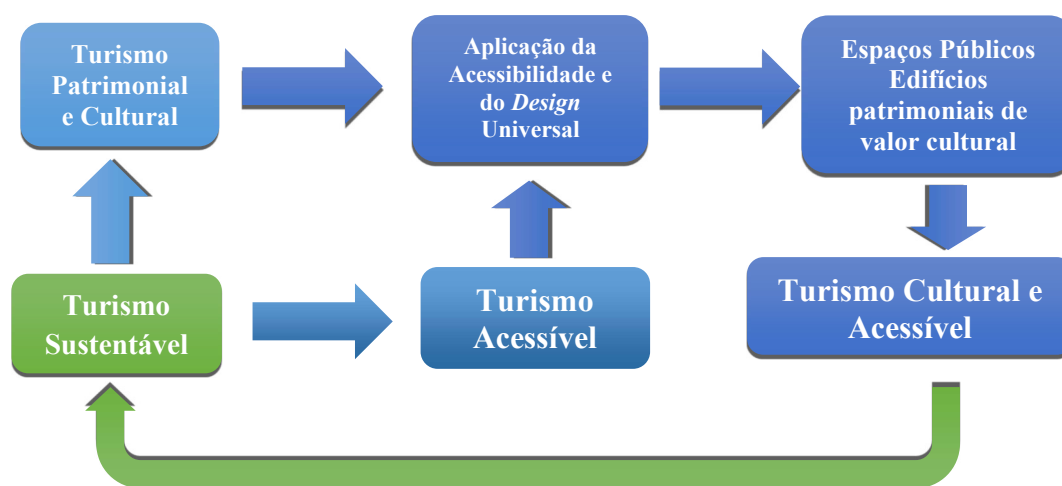 Turismo
Patrimonial
e Cultural
Aplicação da
Acessibilidade e
do Design
Universal
Espaços Públicos
Edifícios
patrimoniais de
valor cultural
Turismo
Sustentável
Turismo
Acessível
Turismo Cultural e
Acessível